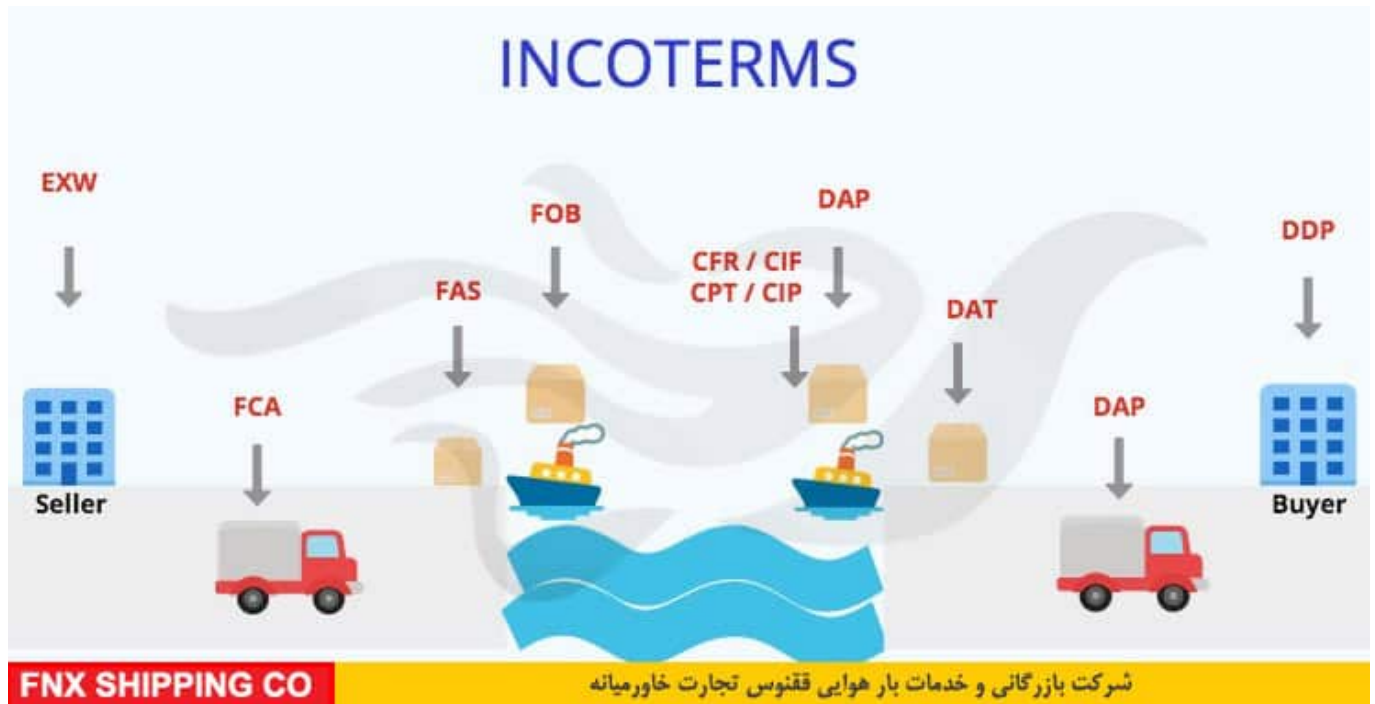 INCOTERMS
EXW
FOB
DAP
DDP
FAS
CFR / CIF
CPT / CIP
DAT
FCA
DAP
Seller
Buyer
FNX SHIPPING CO
شرکت بازرگانی و خدمات بار هوایی ققنوس تجارت خاورمیانه